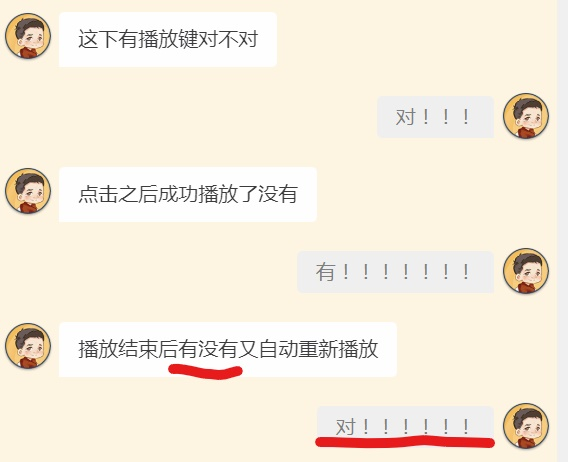 这下有播放键对不对
对！！！
点击之后成功播放了没有
有！！！！！！！
播放结束后有没有又自动重新播放
对！！！！！！